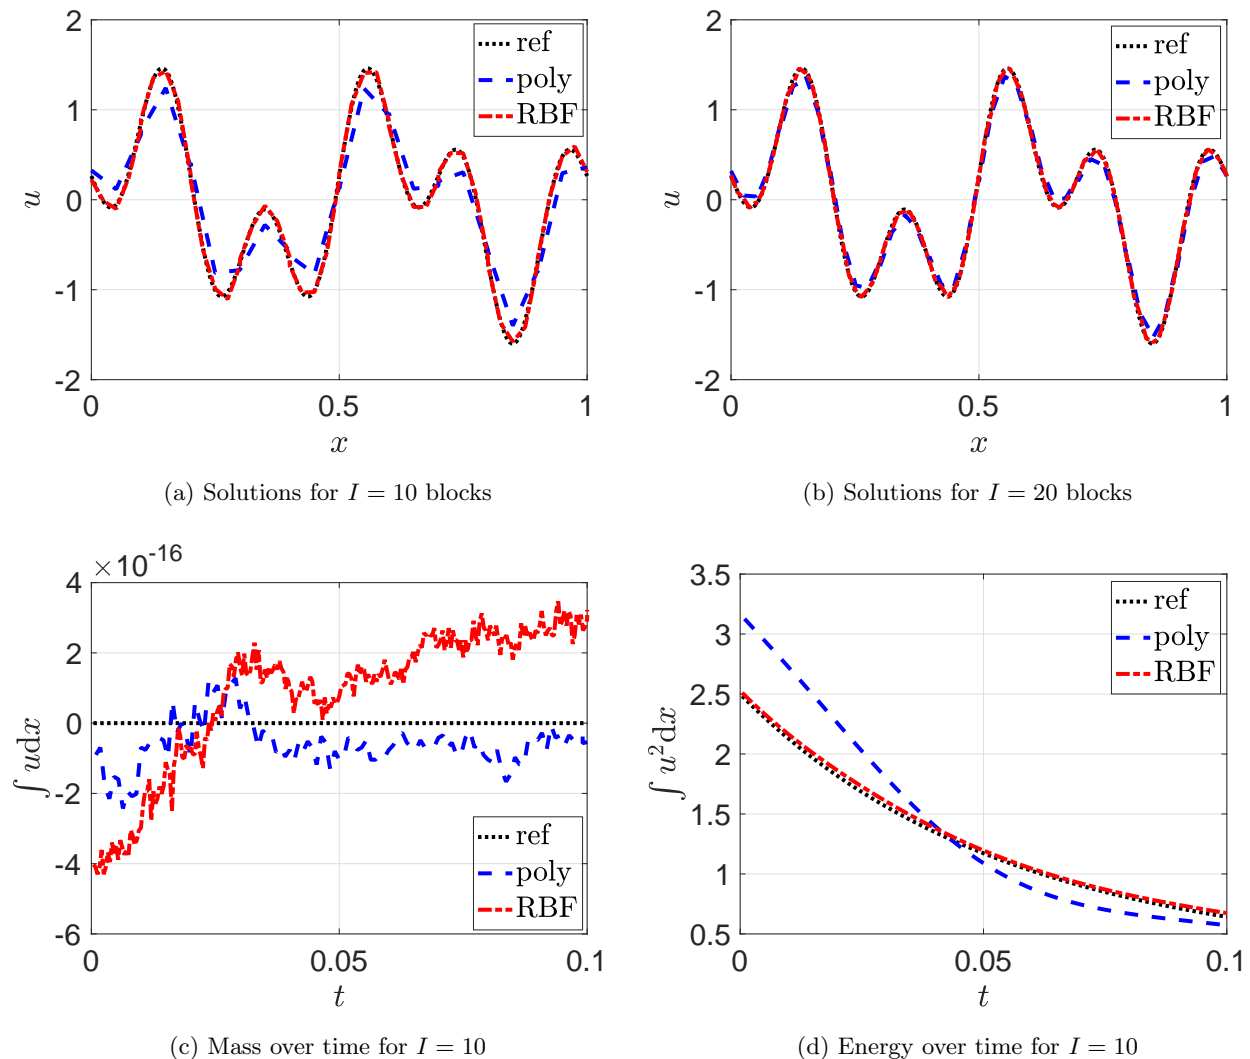 2
1
0
-1
-2
u
0
0.5
1
x
ref
poly
RBF
(a) Solutions for I = 10 blocks
2
1
0
-1
-2
u
0
0.5
1
x
ref
poly
RBF
(b) Solutions for I = 20 blocks
×10^-16
4
2
0
-2
-4
-6
∫ udx
0
0.05
0.1
t
ref
poly
RBF
(c) Mass over time for I = 10
3.5
3
2.5
2
1.5
1
0.5
∫ u²dx
0
0.05
0.1
t
ref
poly
RBF
(d) Energy over time for I = 10